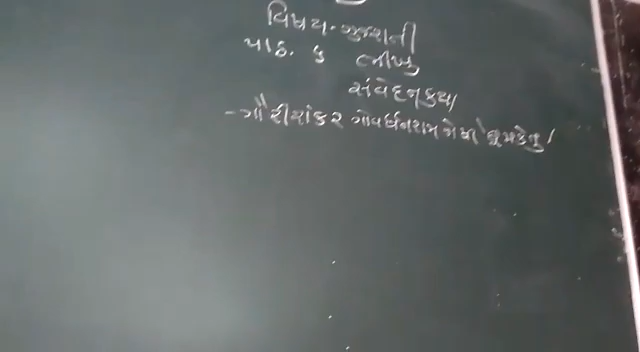 વિષય - ગુજરાતી
પાઠ. ૬ ભીખુ
સંવેદનકથા
- ગૌરીશંકર ગોવર્ધનરામ જોષી 'ધૂમકેતુ'